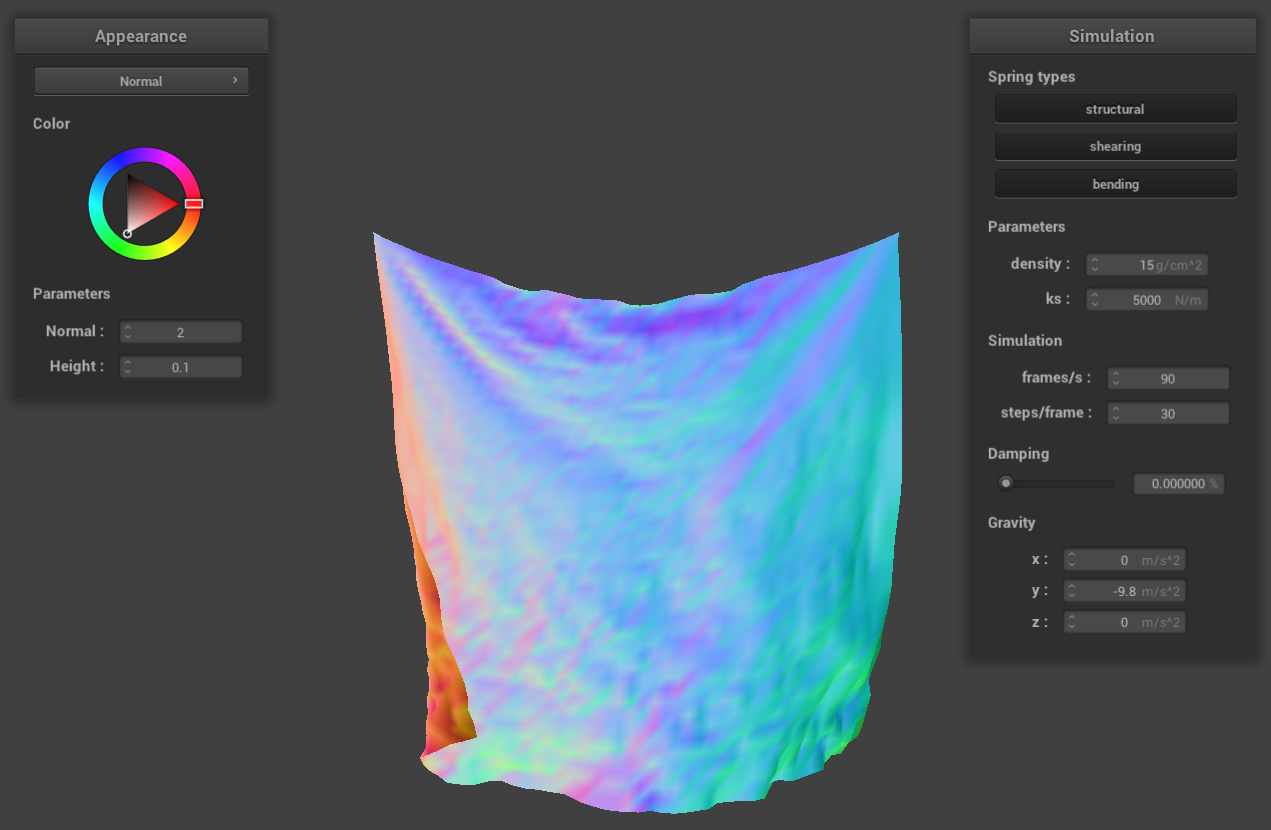 Appearance
Normal
Color
Parameters
Normal : 2
Height : 0.1
Simulation
Spring types
structural
shearing
bending
Parameters
density : 15 g/cm^2
ks : 5000 N/m
Simulation
frames/s : 90
steps/frame : 30
Damping
0.000000 %
Gravity
x : 0 m/s^2
y : -9.8 m/s^2
z : 0 m/s^2